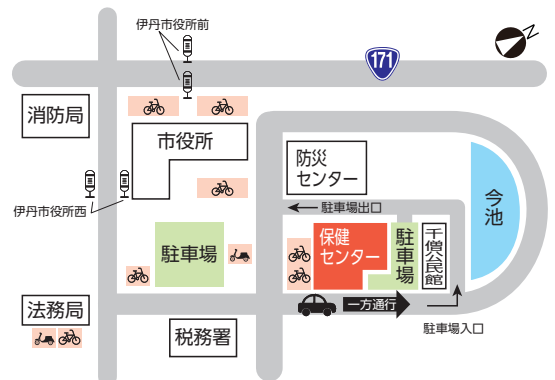 伊丹市役所前
N
171
消防局
市役所
防災
センター
伊丹市役所西
駐車場出口
今池
駐車場
保健
センター
駐車場
千僧公民館
法務局
一方通行
税務署
駐車場入口